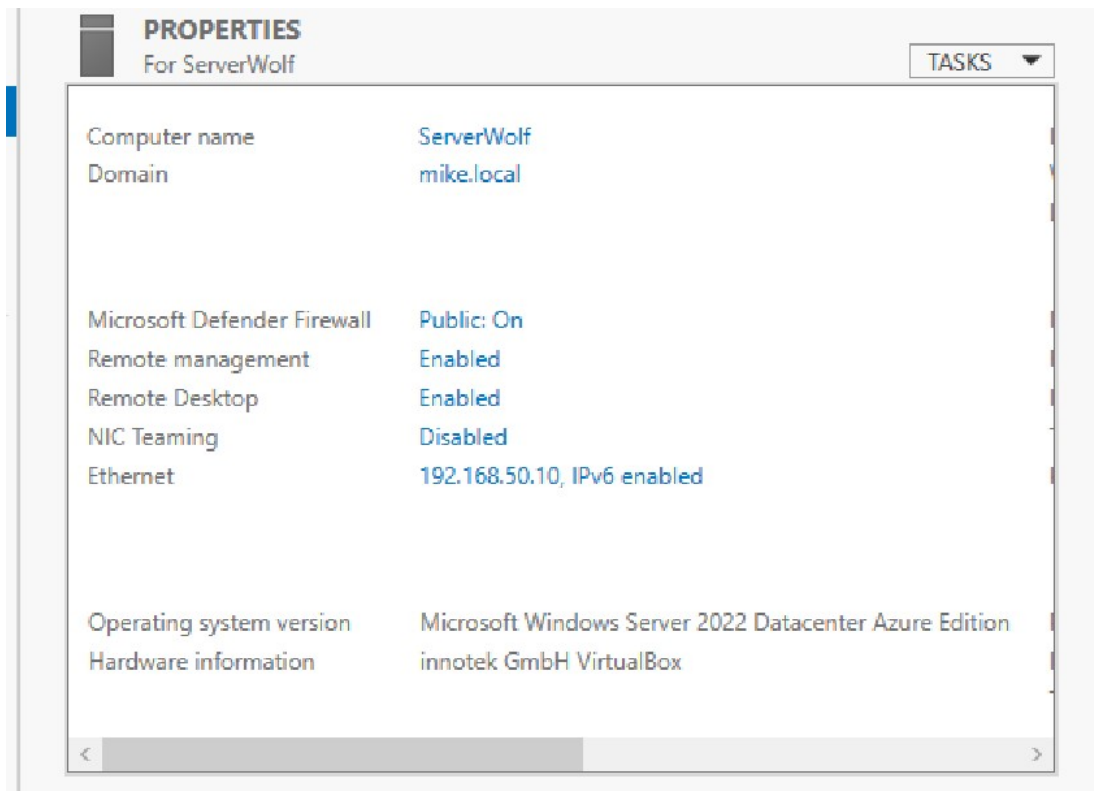 PROPERTIES
For ServerWolf
TASKS
Computer name ServerWolf
Domain mike.local
Microsoft Defender Firewall Public: On
Remote management Enabled
Remote Desktop Enabled
NIC Teaming Disabled
Ethernet 192.168.50.10, IPv6 enabled
Operating system version Microsoft Windows Server 2022 Datacenter Azure Edition
Hardware information innotek GmbH VirtualBox